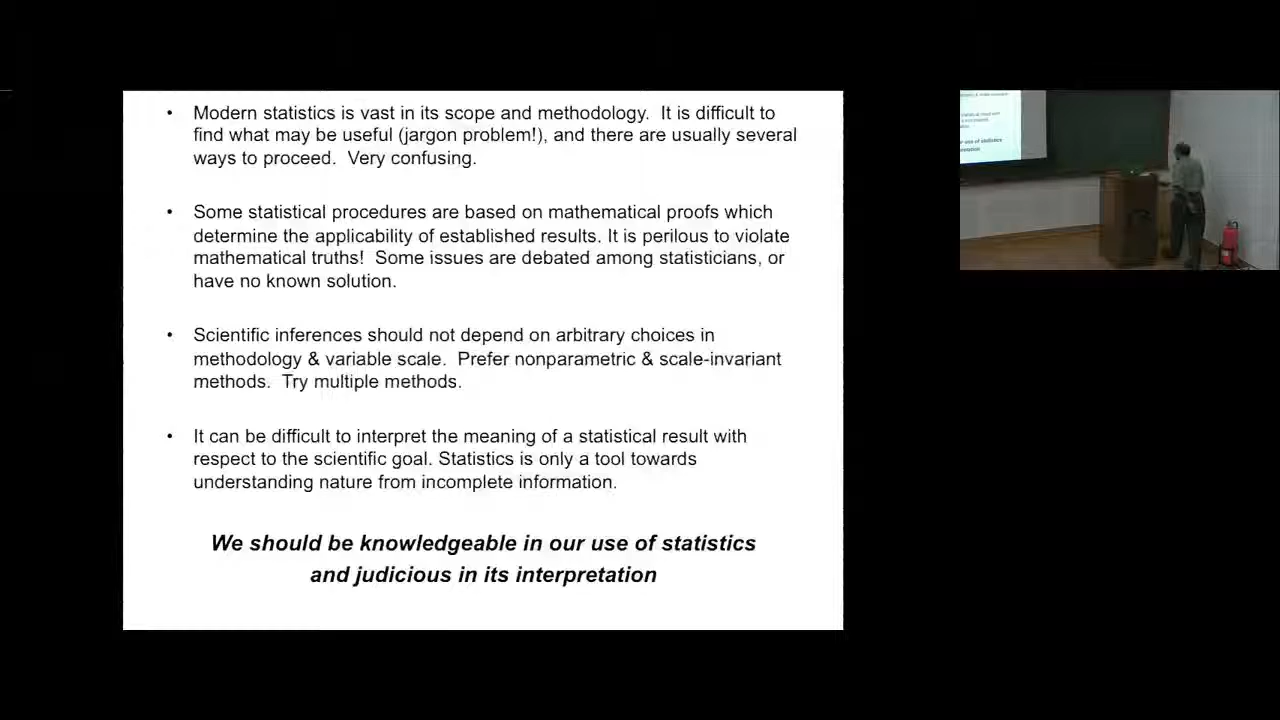 • Modern statistics is vast in its scope and methodology.  It is difficult to
find what may be useful (jargon problem!), and there are usually several
ways to proceed.  Very confusing.
• Some statistical procedures are based on mathematical proofs which
determine the applicability of established results. It is perilous to violate
mathematical truths!  Some issues are debated among statisticians, or
have no known solution.
• Scientific inferences should not depend on arbitrary choices in
methodology & variable scale.  Prefer nonparametric & scale-invariant
methods.  Try multiple methods.
• It can be difficult to interpret the meaning of a statistical result with
respect to the scientific goal. Statistics is only a tool towards
understanding nature from incomplete information.
We should be knowledgeable in our use of statistics
and judicious in its interpretation
use of statistics